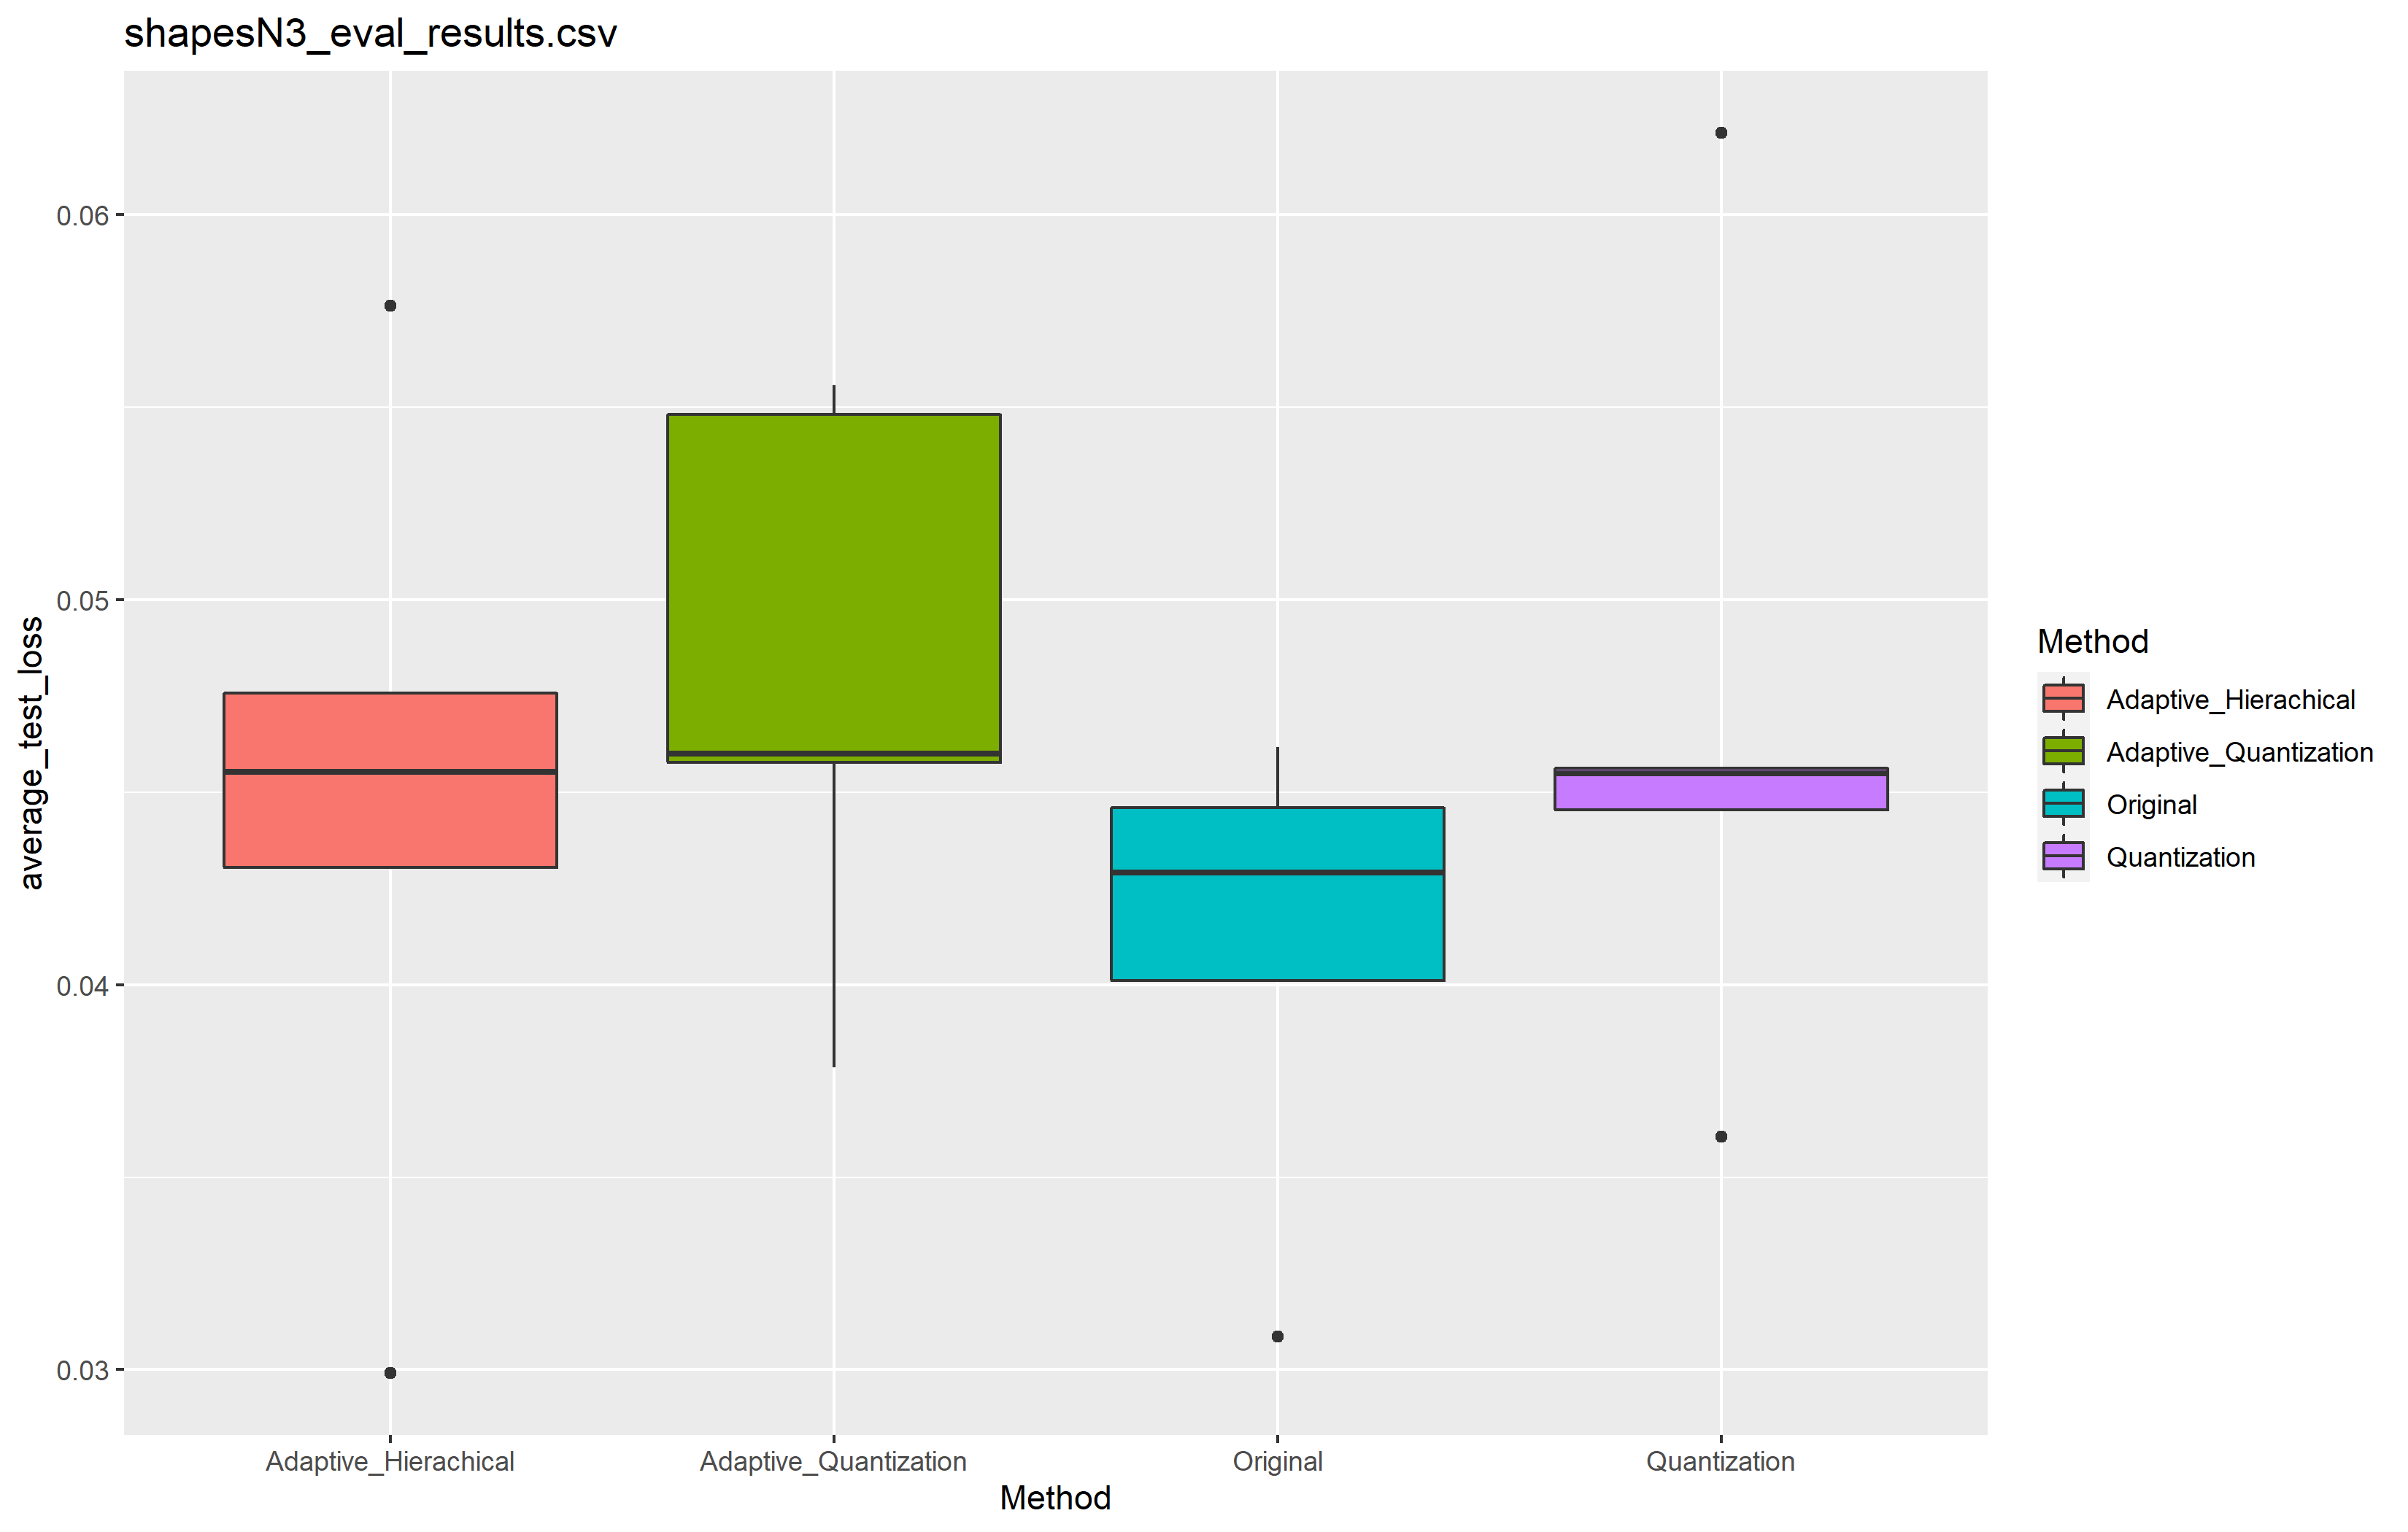 shapesN3_eval_results.csv
average_test_loss
0.06
0.05
0.04
0.03
Adaptive_Hierachical
Adaptive_Quantization
Original
Quantization
Method
Method
Adaptive_Hierachical
Adaptive_Quantization
Original
Quantization